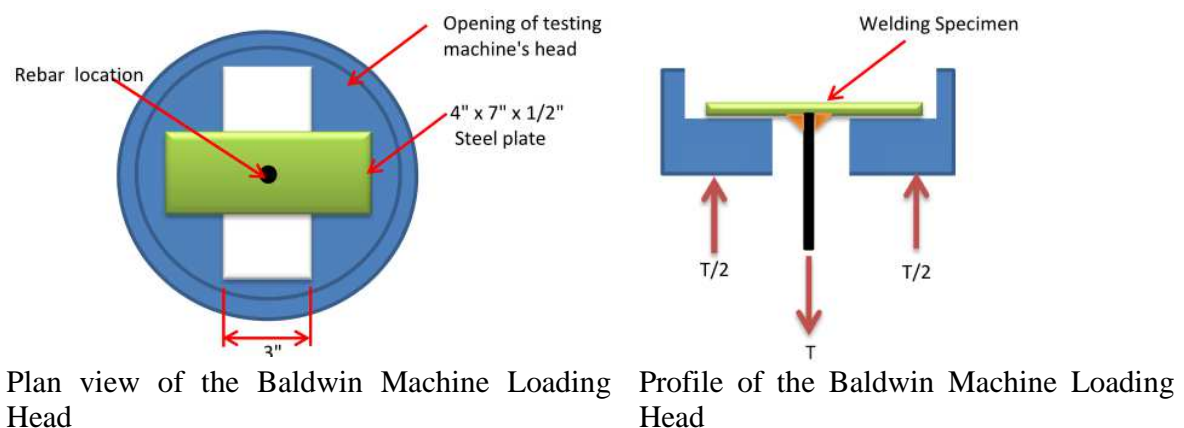 Opening of testing
machine's head
Rebar location
4" x 7" x 1/2"
Steel plate
3"
Welding Specimen
T/2
T/2
T
Plan view of the Baldwin Machine Loading
Head
Profile of the Baldwin Machine Loading
Head